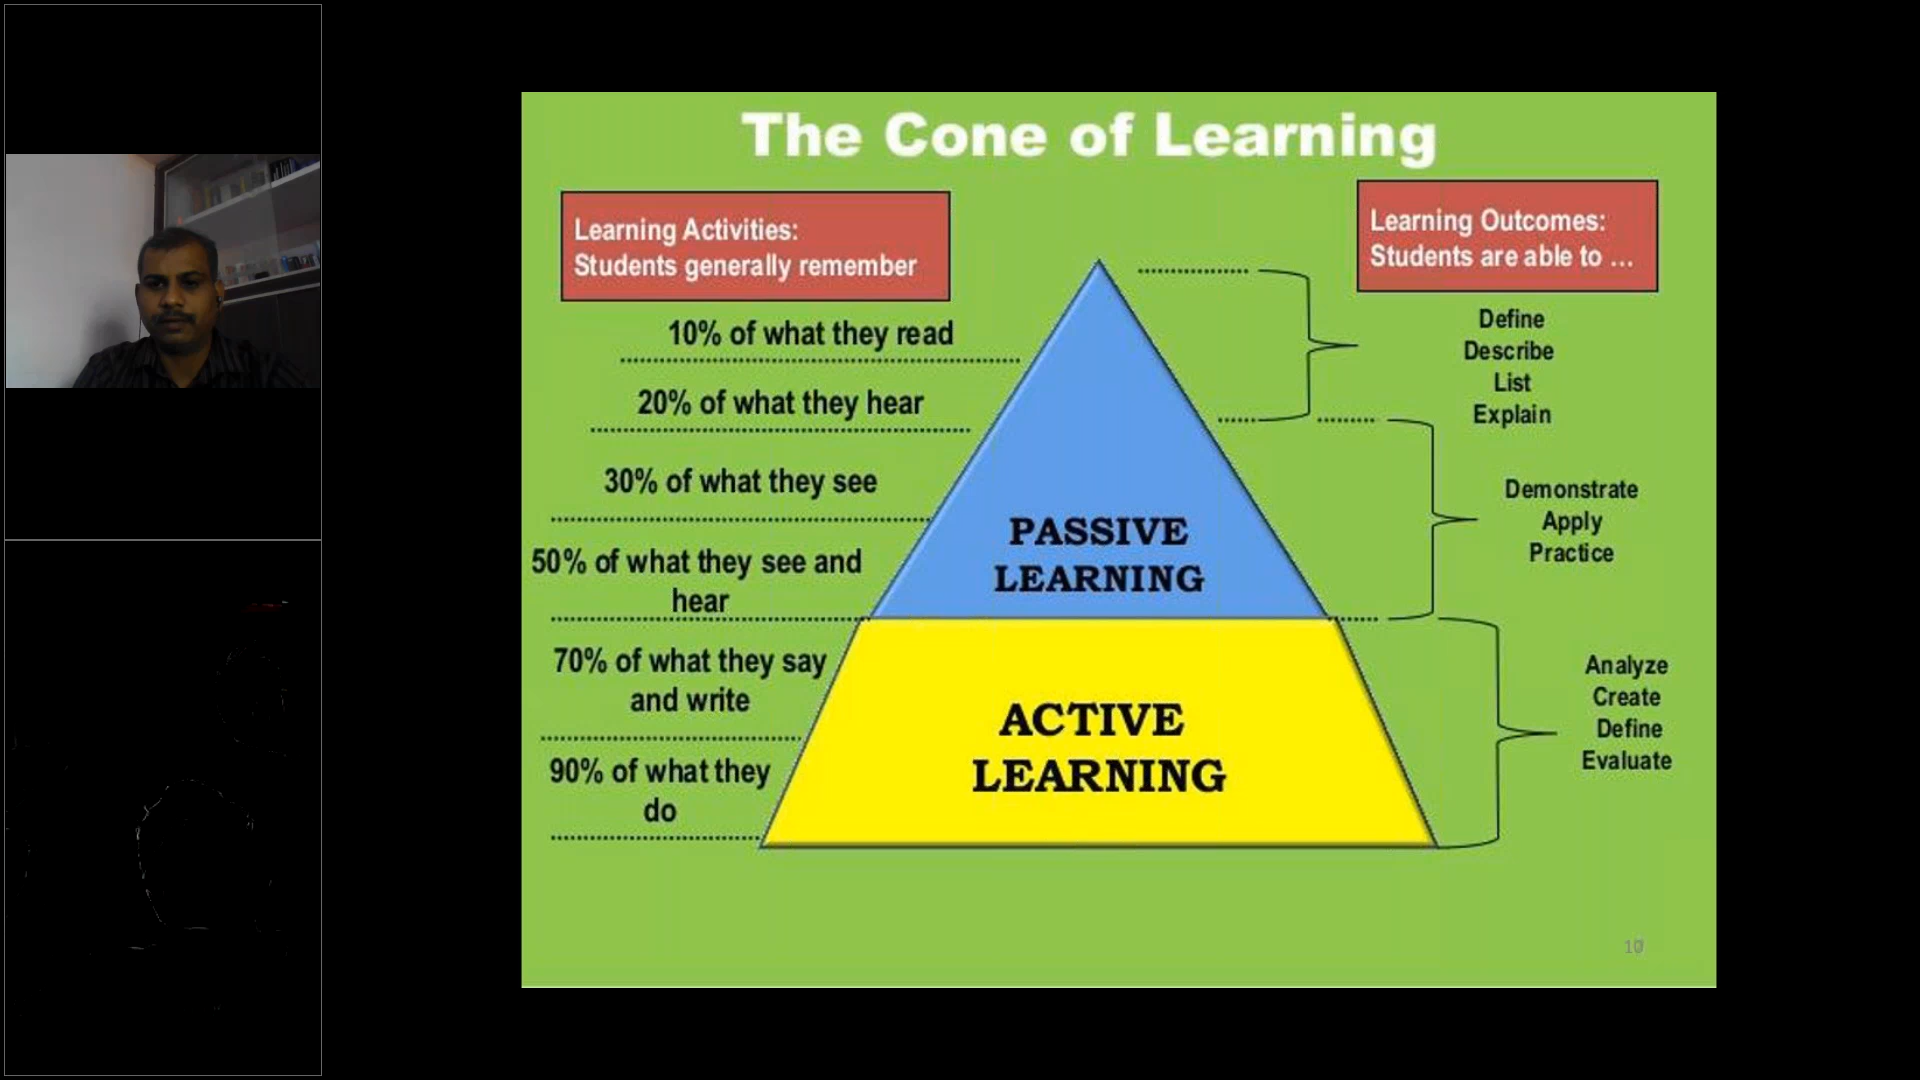 The Cone of Learning
Learning Activities:
Students generally remember
10% of what they read
20% of what they hear
30% of what they see
50% of what they see and
hear
70% of what they say
and write
90% of what they
do
PASSIVE
LEARNING
ACTIVE
LEARNING
Learning Outcomes:
Students are able to ...
Define
Describe
List
Explain
Demonstrate
Apply
Practice
Analyze
Create
Define
Evaluate